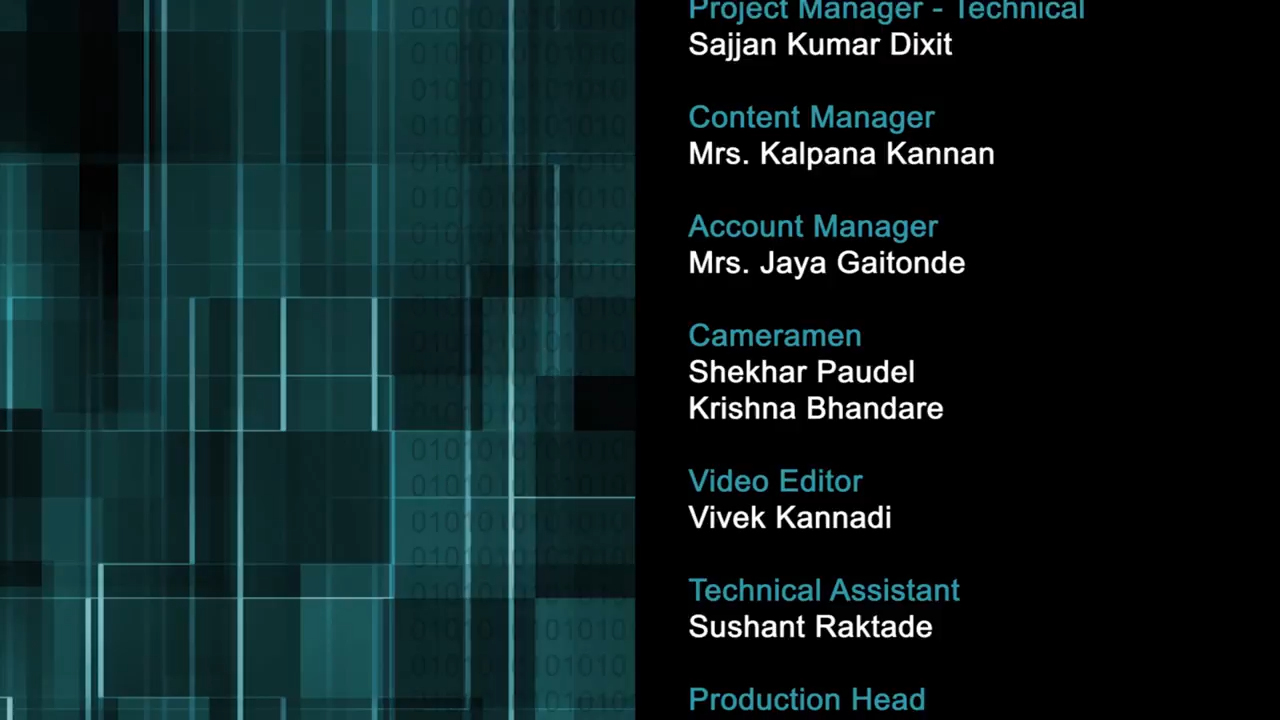 Project Manager - Technical
Sajjan Kumar Dixit
Content Manager
Mrs. Kalpana Kannan
Account Manager
Mrs. Jaya Gaitonde
Cameramen
Shekhar Paudel
Krishna Bhandare
Video Editor
Vivek Kannadi
Technical Assistant
Sushant Raktade
Production Head